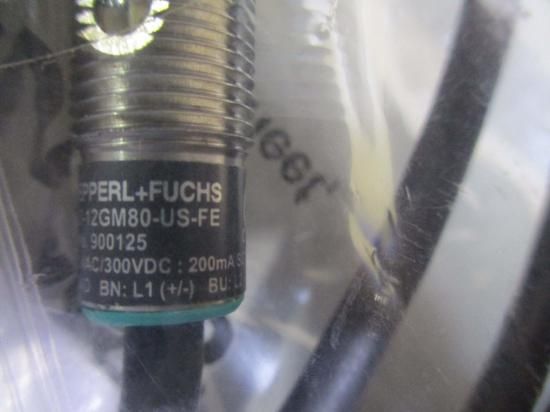 EPPERL+FUCHS
-12GM80-US-FE
900125
AC/300VDC : 200mA S
BN: L1 (+/-) BU: L